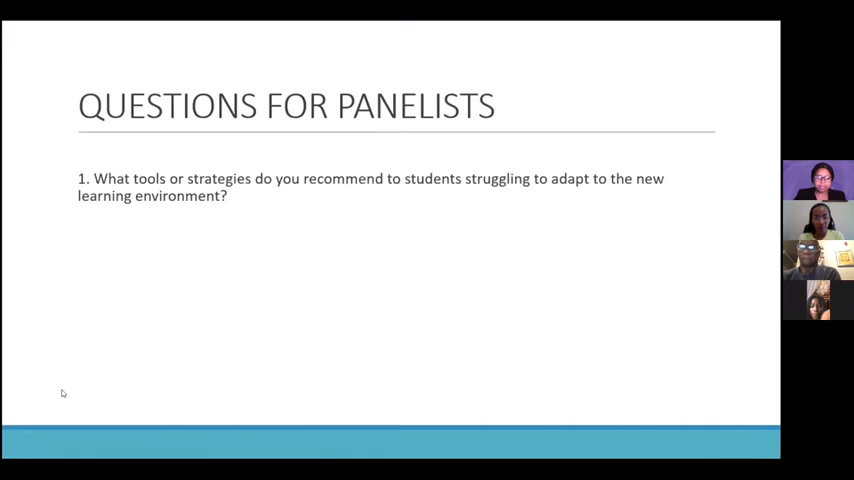 QUESTIONS FOR PANELISTS
1. What tools or strategies do you recommend to students struggling to adapt to the new
learning environment?